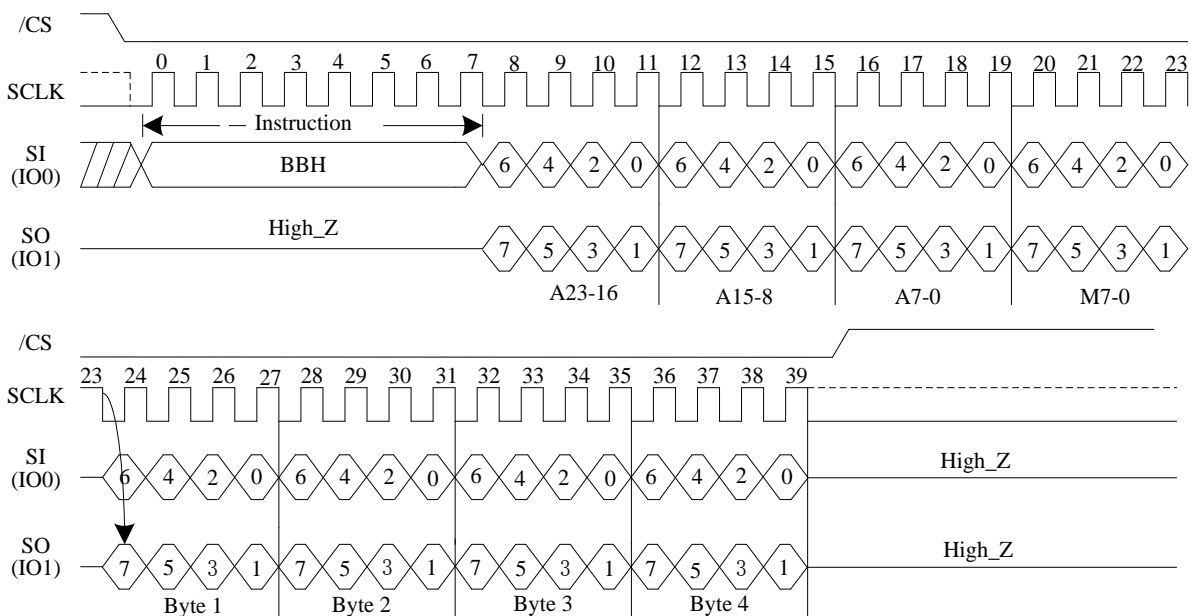 /CS
0 1 2 3 4 5 6 7 8 9 10 11 12 13 14 15 16 17 18 19 20 21 22 23
SCLK
Instruction
SI
(IO0)
BBH
6 4 2 0 6 4 2 0 6 4 2 0 6 4 2 0
High_Z
SO
(IO1)
7 5 3 1 7 5 3 1 7 5 3 1 7 5 3 1
A23-16 A15-8 A7-0 M7-0
/CS
23 24 25 26 27 28 29 30 31 32 33 34 35 36 37 38 39
SCLK
SI
(IO0)
6 4 2 0 6 4 2 0 6 4 2 0 6 4 2 0
High_Z
SO
(IO1)
7 5 3 1 7 5 3 1 7 5 3 1 7 5 3 1
High_Z
Byte 1 Byte 2 Byte 3 Byte 4